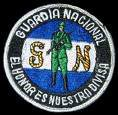 GUARDIA NACIONAL
G N
EL HONOR ES NUESTRA DIVISA